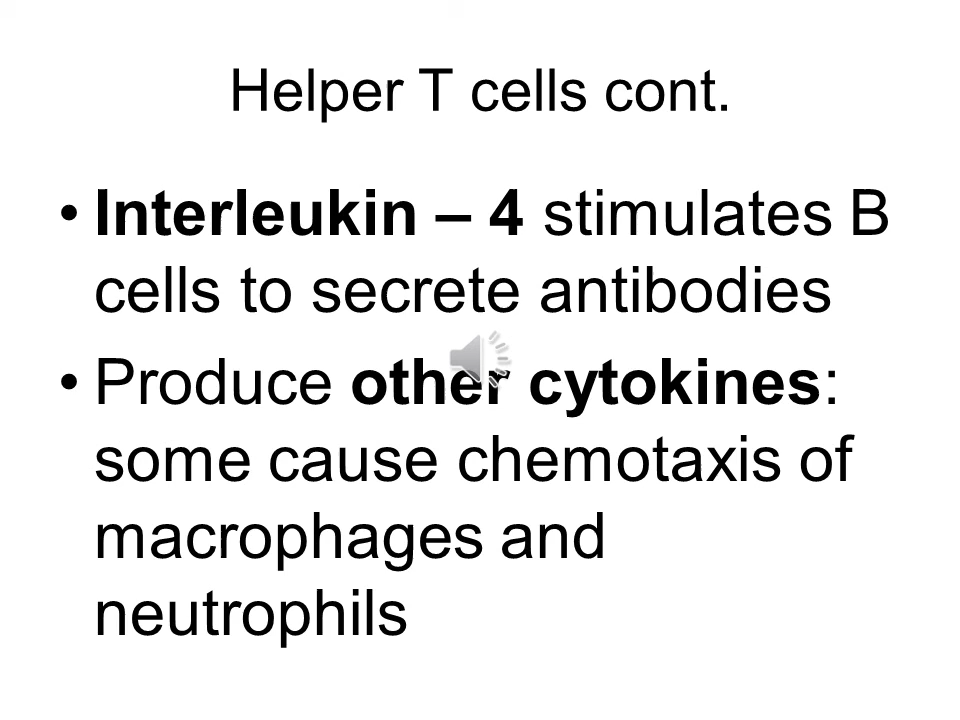 Helper T cells cont.
• Interleukin – 4 stimulates B
cells to secrete antibodies
• Produce other cytokines:
some cause chemotaxis of
macrophages and
neutrophils